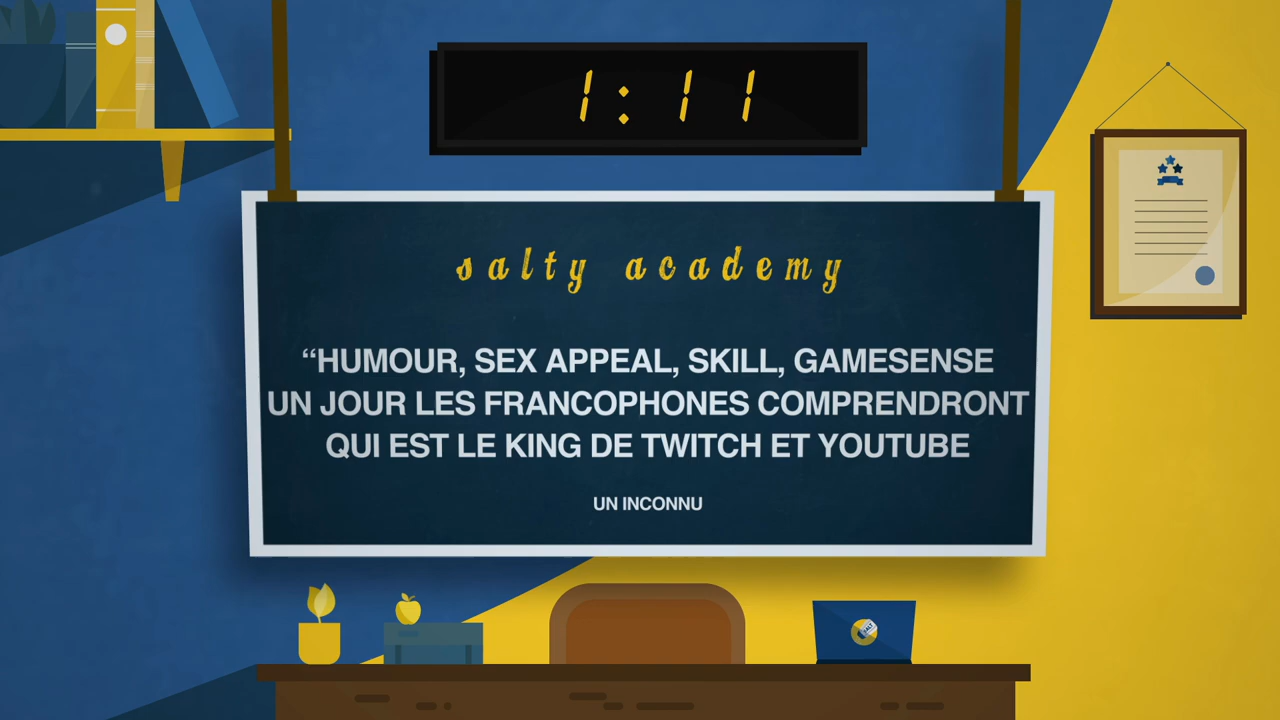 1:11
salty academy
“HUMOUR, SEX APPEAL, SKILL, GAMESENSE
UN JOUR LES FRANCOPHONES COMPRENDRONT
QUI EST LE KING DE TWITCH ET YOUTUBE
UN INCONNU
SALT